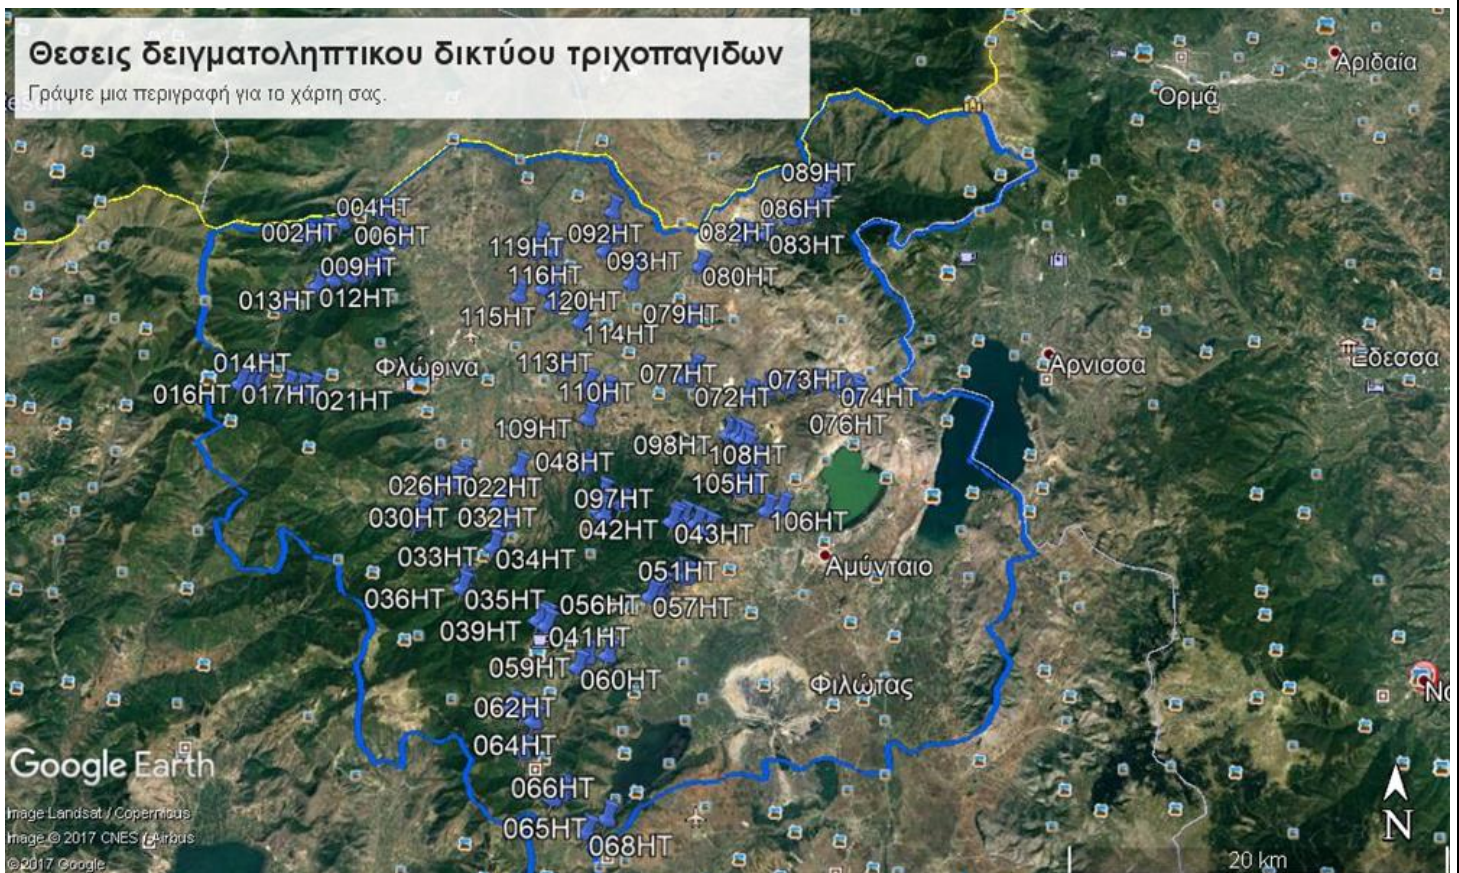 Θεσεις δειγματοληπτικου δικτύου τριχοπαγιδων
Γράψτε μια περιγραφή για το χάρτη σας.
Αριδαία
Ορμά
089HT
004HT
086HT
002HT
006HT
092HT
082HT
119HT
083HT
093HT
009HT
116HT
080HT
013HT
012HT
120HT
115HT
079HT
114HT
014HT
Φλώρινα
113HT
077HT
073HT
Άρνισσα
Έδεσσα
016HT
017HT
021HT
110HT
072HT
074HT
109HT
076HT
098HT
108HT
048HT
026HT
022HT
105HT
097HT
030HT
032HT
042HT
043HT
106HT
033HT
034HT
051HT
Αμύνταιο
036HT
035HT
056HT
057HT
039HT
041HT
059HT
060HT
Φιλώτας
062HT
064HT
066HT
065HT
068HT
Google Earth
Image Landsat / Copernicus
Image © 2017 CNES / Airbus
©2017 Google
N
20 km